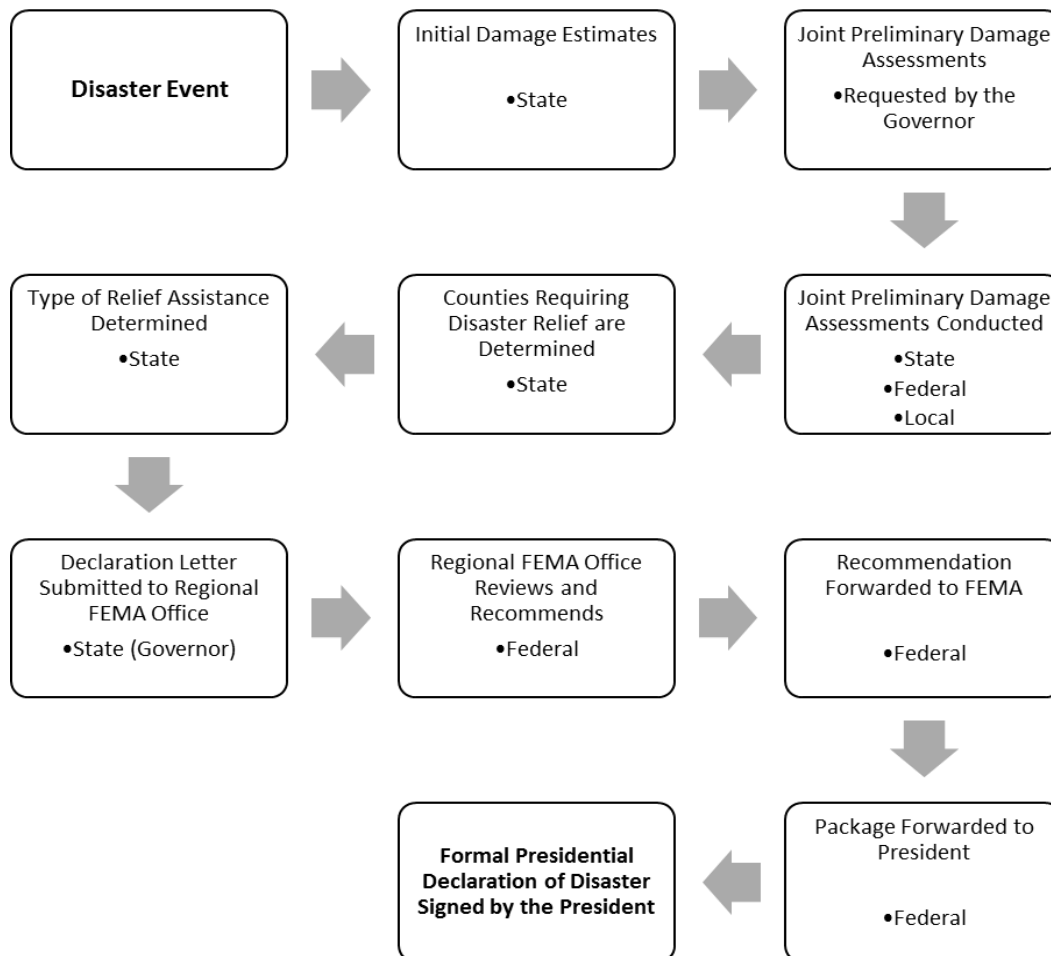 Disaster Event
Initial Damage Estimates
•State
Joint Preliminary Damage
Assessments
•Requested by the
Governor
Joint Preliminary Damage
Assessments Conducted
•State
•Federal
•Local
Counties Requiring
Disaster Relief are
Determined
•State
Type of Relief Assistance
Determined
•State
Declaration Letter
Submitted to Regional
FEMA Office
•State (Governor)
Regional FEMA Office
Reviews and
Recommends
•Federal
Recommendation
Forwarded to FEMA
•Federal
Package Forwarded to
President
•Federal
Formal Presidential
Declaration of Disaster
Signed by the President